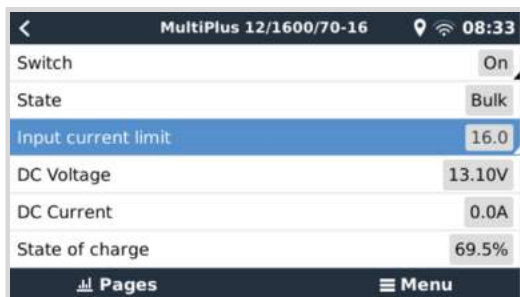 MultiPlus 12/1600/70-16 08:33
Switch On
State Bulk
Input current limit 16.0
DC Voltage 13.10V
DC Current 0.0A
State of charge 69.5%
Pages Menu